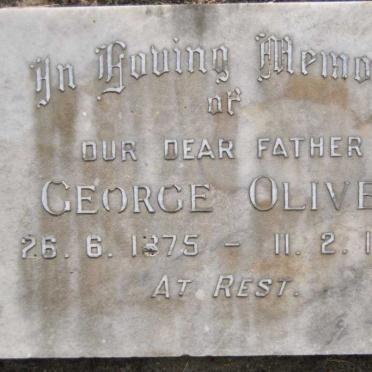 In Loving Memo
of
OUR DEAR FATHER
GEORGE OLIVE
26. 6. 1875 – 11. 2. 1
AT REST.